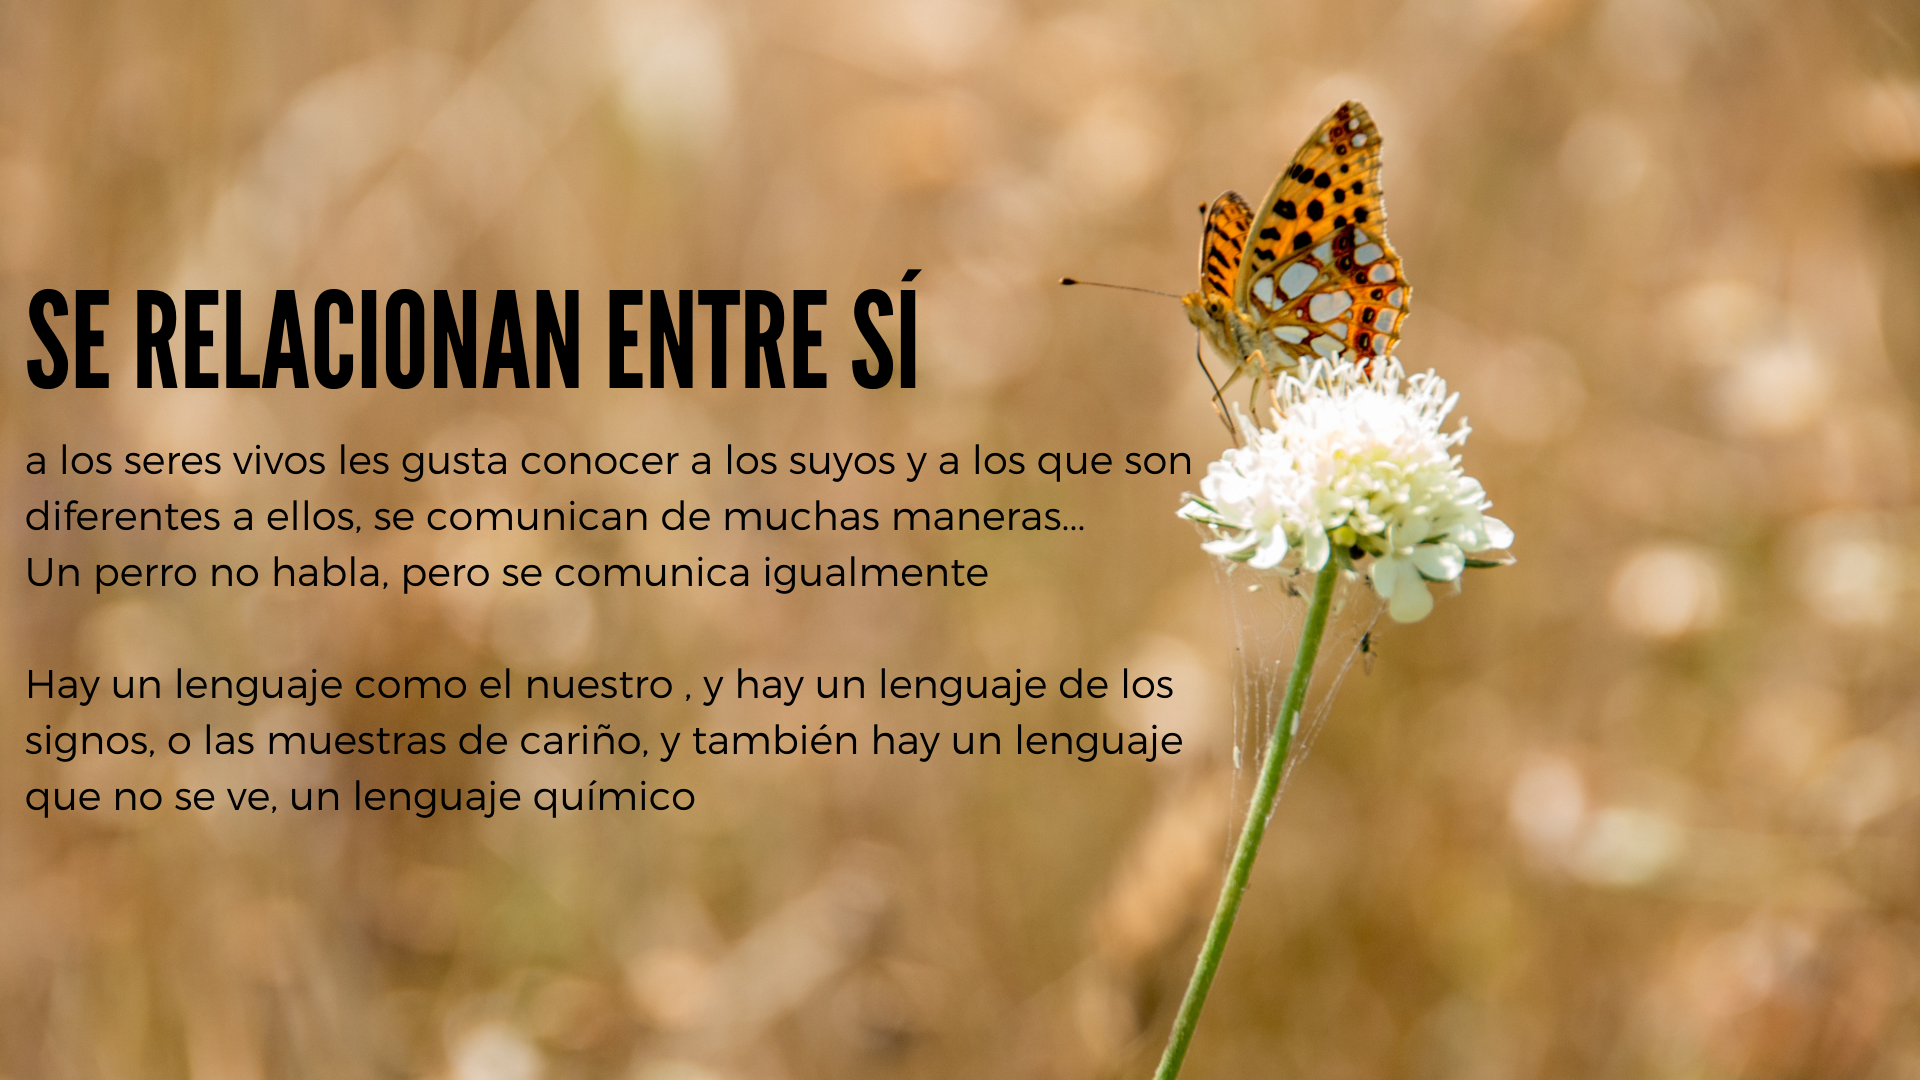 SE RELACIONAN ENTRE SÍ
a los seres vivos les gusta conocer a los suyos y a los que son
diferentes a ellos, se comunican de muchas maneras...
Un perro no habla, pero se comunica igualmente
Hay un lenguaje como el nuestro , y hay un lenguaje de los
signos, o las muestras de cariño, y también hay un lenguaje
que no se ve, un lenguaje químico